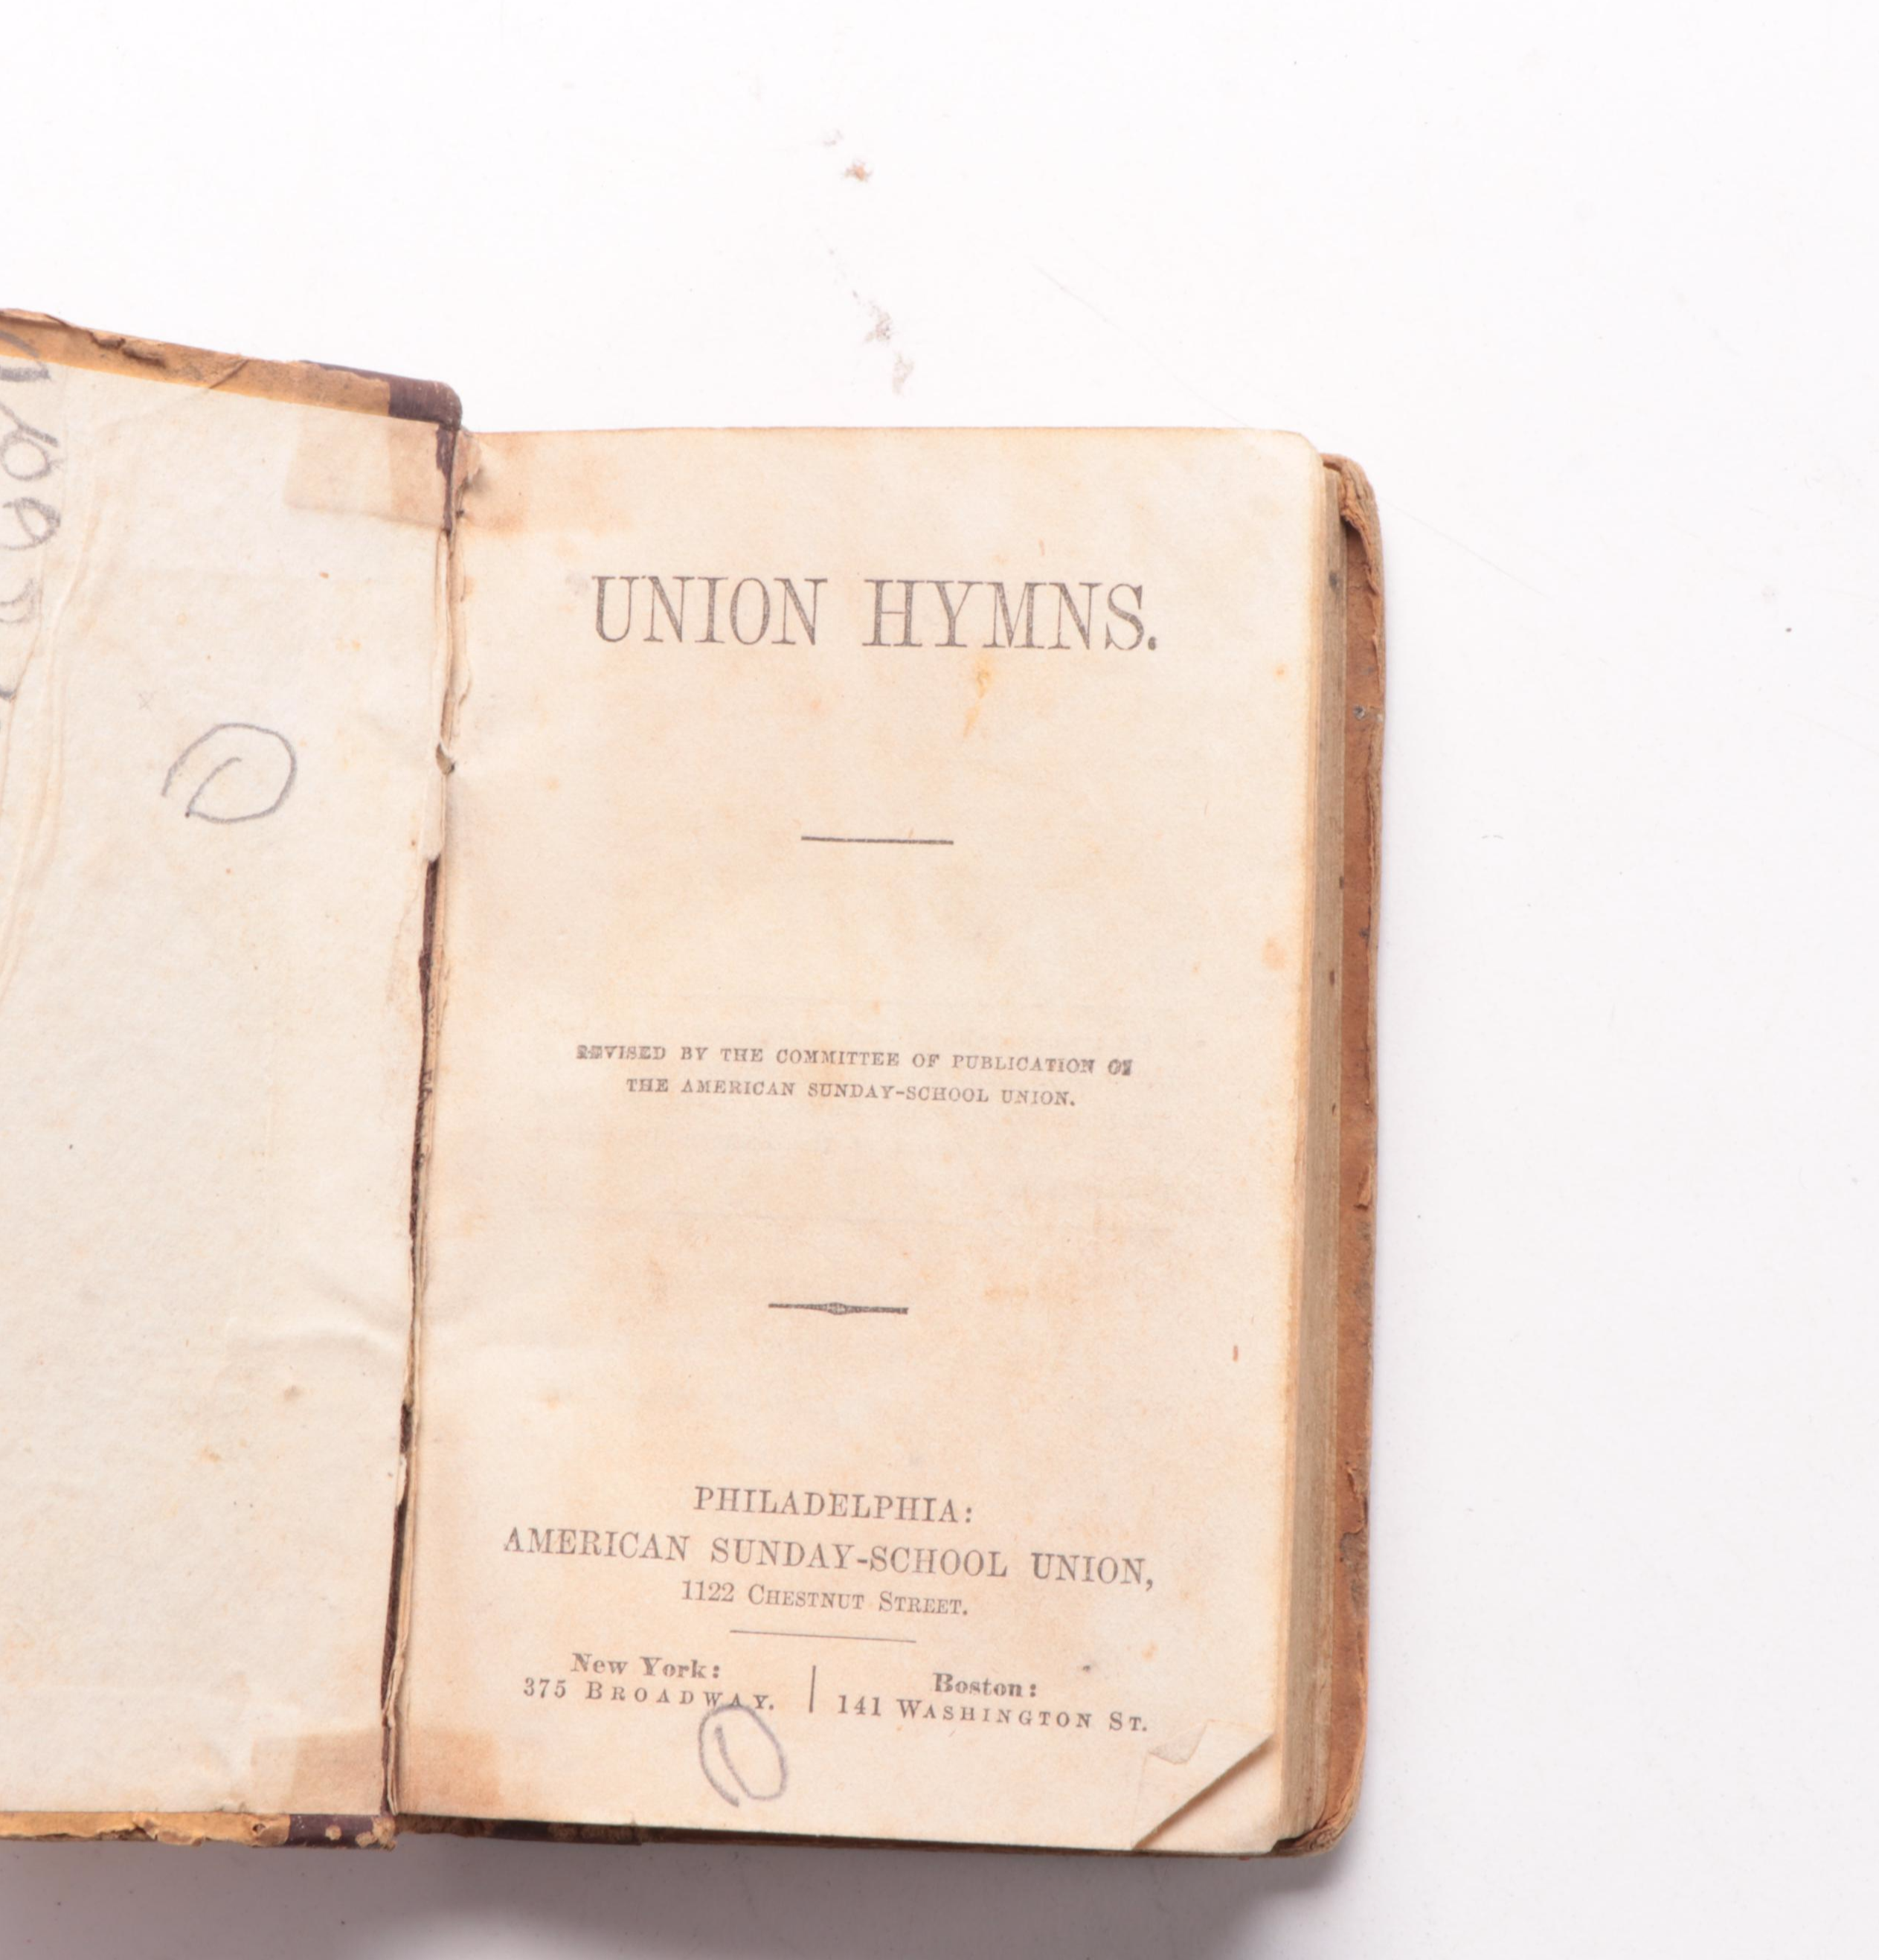 UNION HYMNS.
REVISED BY THE COMMITTEE OF PUBLICATION OF
THE AMERICAN SUNDAY-SCHOOL UNION.
PHILADELPHIA:
AMERICAN SUNDAY-SCHOOL UNION,
1122 CHESTNUT STREET.
New York:
375 BROADWAY.
Boston:
141 WASHINGTON ST.